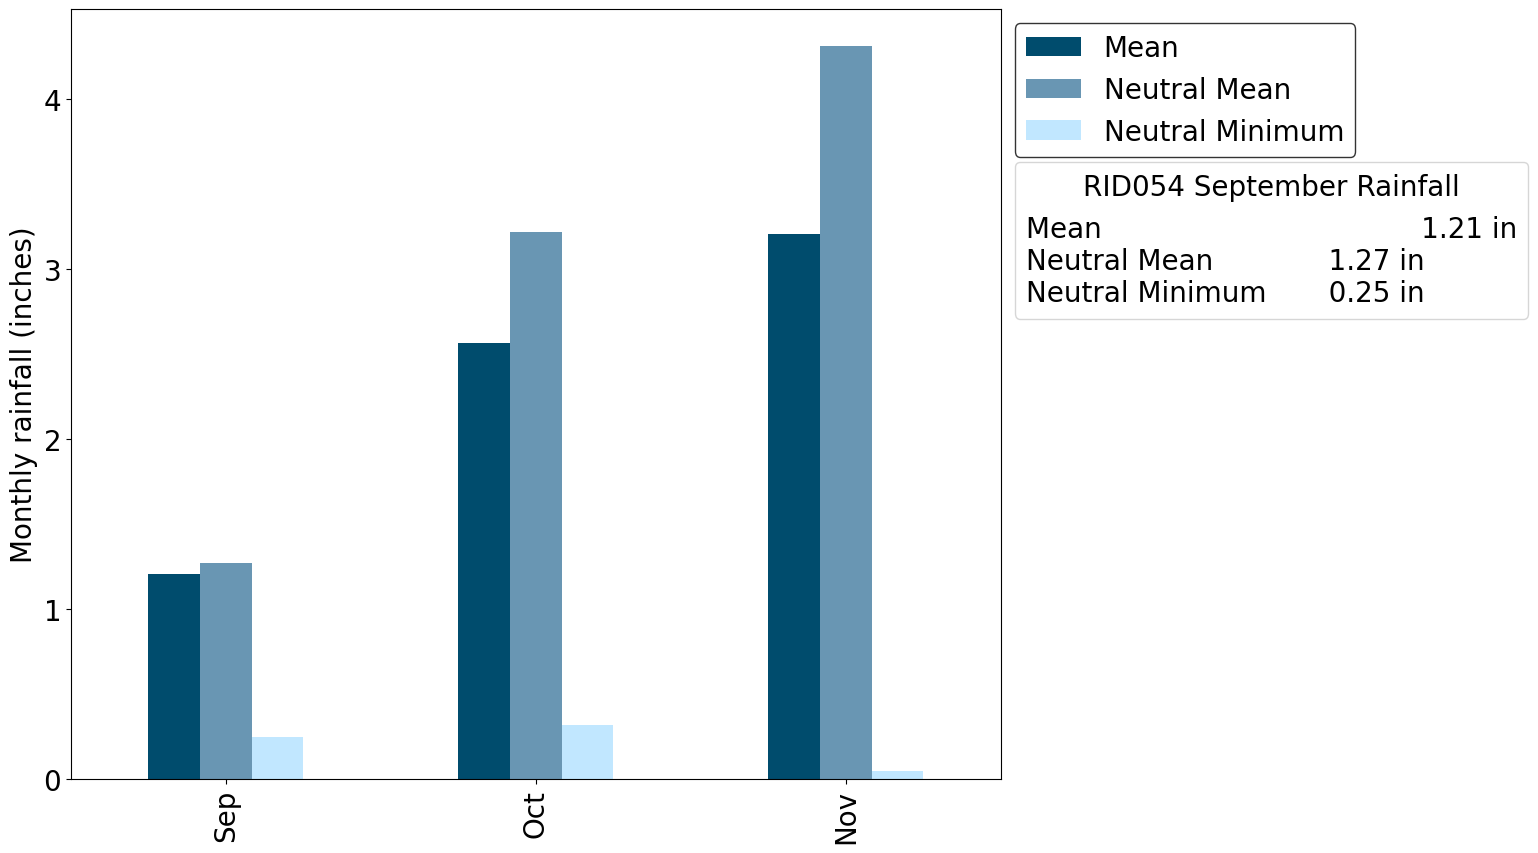 Monthly rainfall (inches)
4
3
2
1
0
Sep
Oct
Nov
Mean
Neutral Mean
Neutral Minimum
RID054 September Rainfall
Mean 1.21 in
Neutral Mean 1.27 in
Neutral Minimum 0.25 in